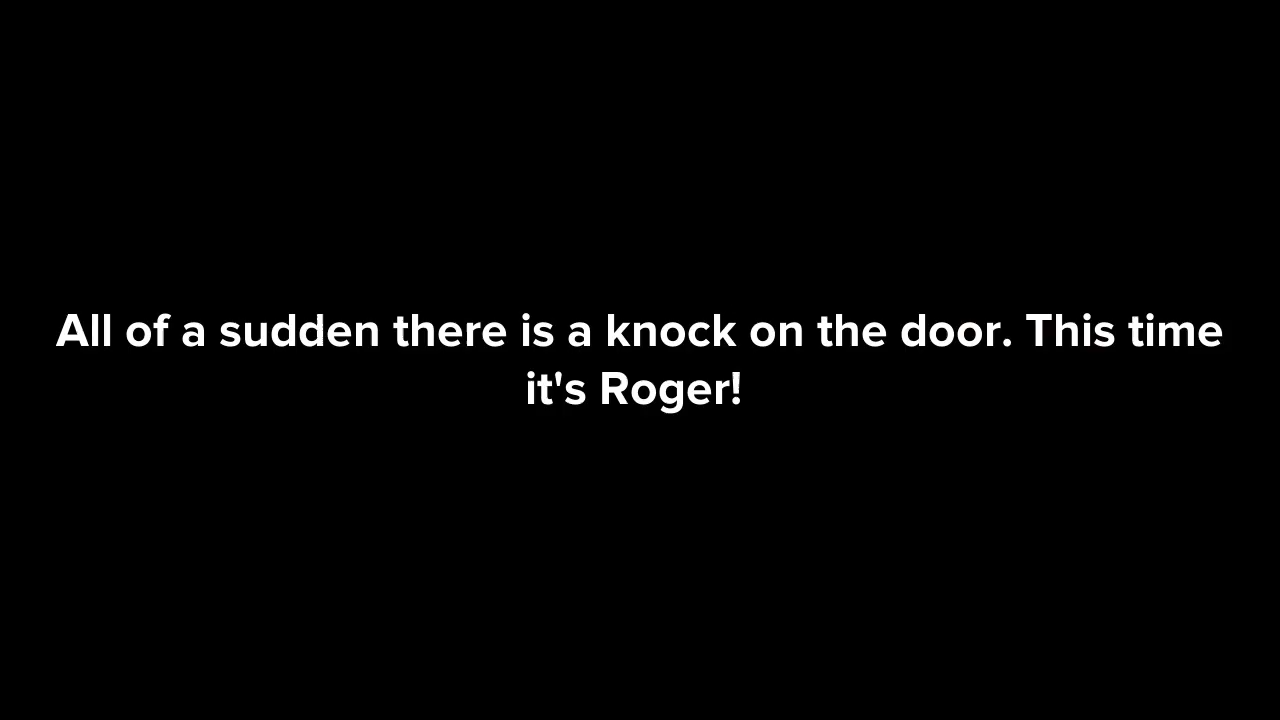 All of a sudden there is a knock on the door. This time
it's Roger!